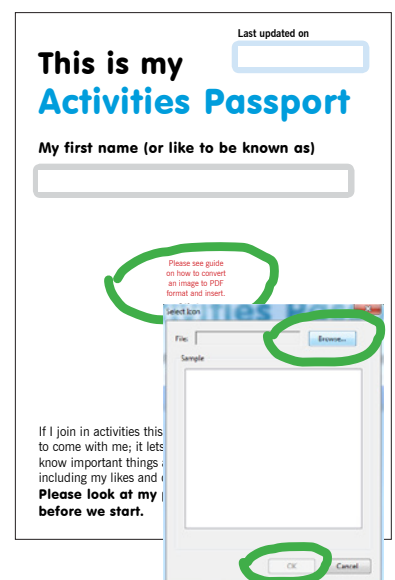 Last updated on
This is my
Activities Passport
My first name (or like to be known as)
Please see guide
on how to convert
an image to PDF
format and insert.
Select Icon
File:
Browse...
Sample
If I join in activities this
to come with me; it lets
know important things
including my likes and
Please look at my
before we start.
OK
Cancel